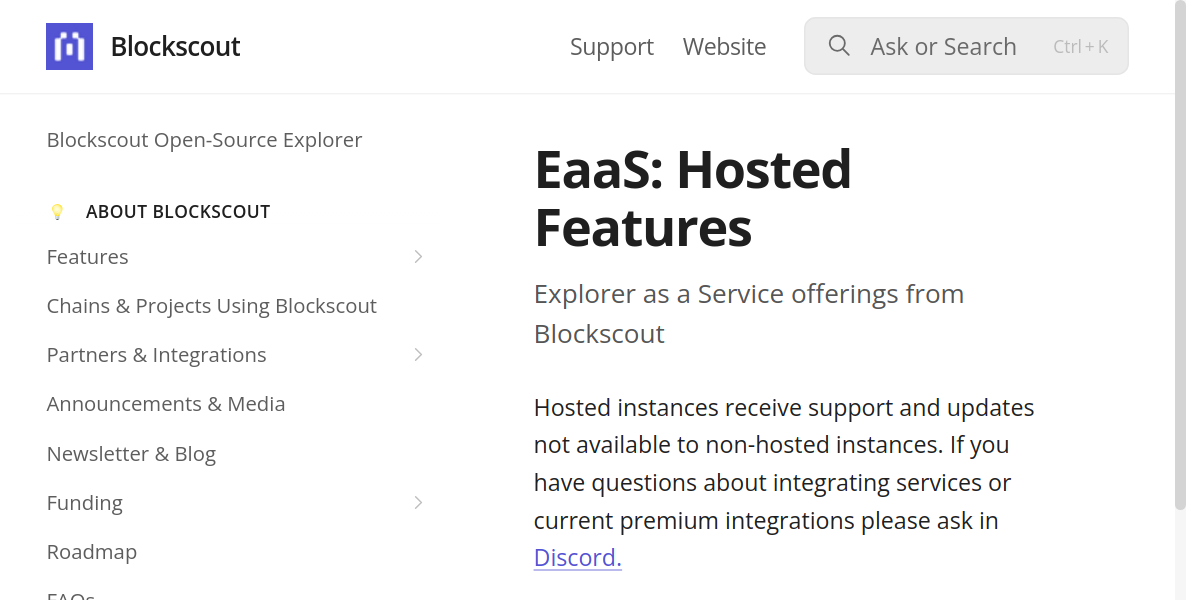 Blockscout
Support
Website
Ask or Search
Ctrl + K
Blockscout Open-Source Explorer
ABOUT BLOCKSCOUT
Features
Chains & Projects Using Blockscout
Partners & Integrations
Announcements & Media
Newsletter & Blog
Funding
Roadmap
FAQs
EaaS: Hosted
Features
Explorer as a Service offerings from
Blockscout
Hosted instances receive support and updates
not available to non-hosted instances. If you
have questions about integrating services or
current premium integrations please ask in
Discord.